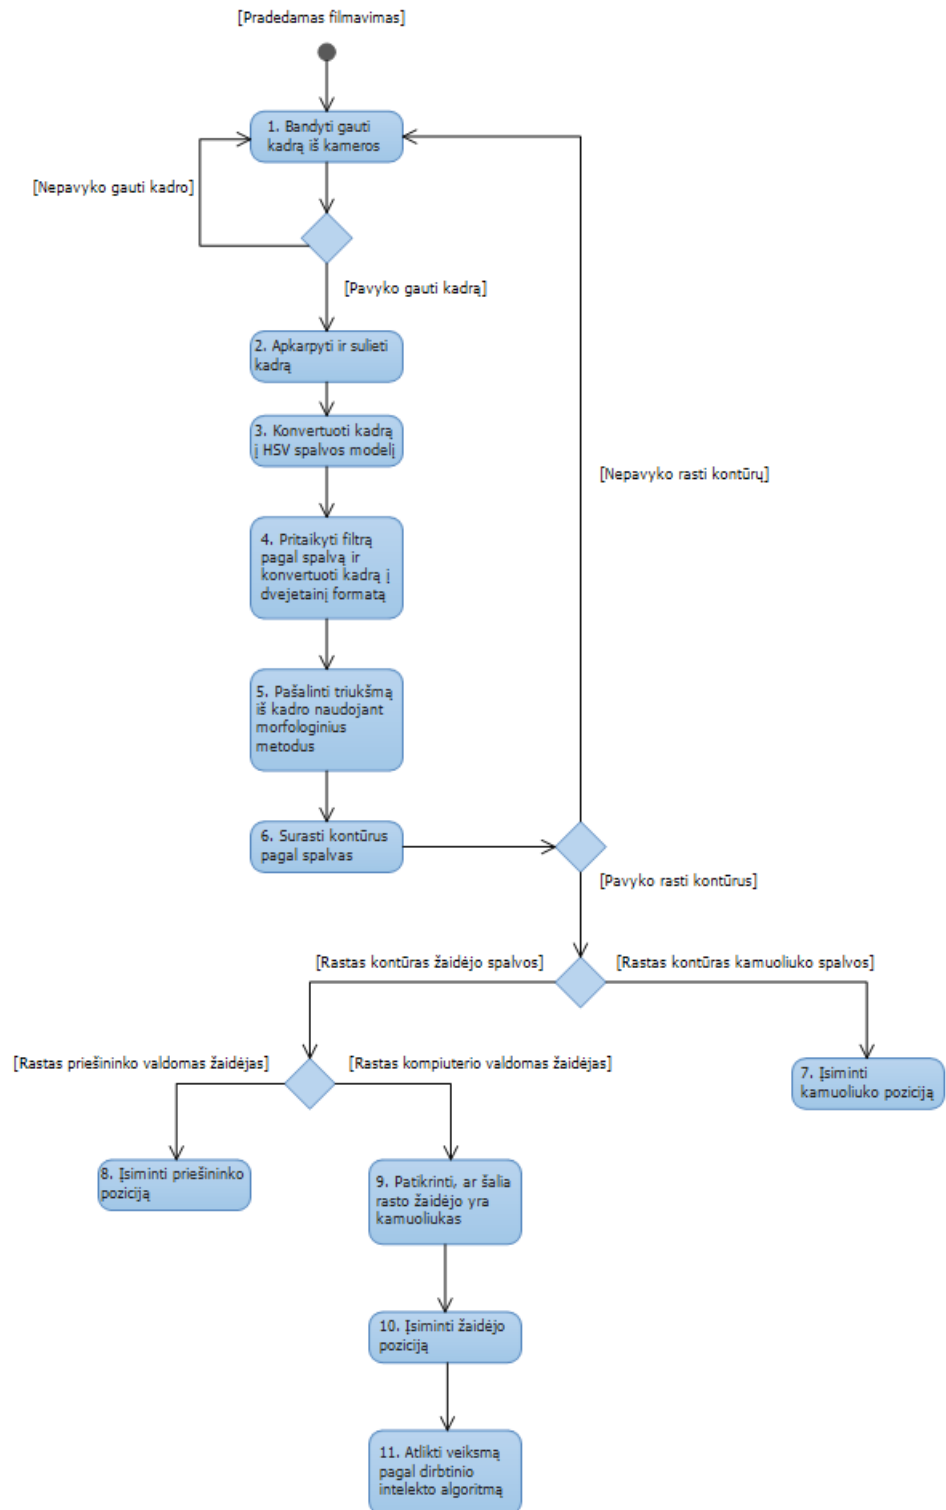 [Pradedamas filmavimas]
1. Bandyti gauti
kadrą iš kameros
[Nepavyko gauti kadro]
[Pavyko gauti kadrą]
2. Apkarpyti ir sulieti
kadrą
3. Konvertuoti kadrą
į HSV spalvos modelį
[Nepavyko rasti kontūrų]
4. Pritaikyti filtrą
pagal spalvą ir
konvertuoti kadrą į
dvejetainį formatą
5. Pašalinti triukšmą
iš kadro naudojant
morfologinius
metodus
6. Surasti kontūrus
pagal spalvas
[Pavyko rasti kontūrus]
[Rastas kontūras žaidėjo spalvos]
[Rastas kontūras kamuoliuko spalvos]
[Rastas priešininko valdomas žaidėjas]
[Rastas kompiuterio valdomas žaidėjas]
7. Įsiminti
kamuoliuko poziciją
8. Įsiminti priešininko
poziciją
9. Patikrinti, ar šalia
rasto žaidėjo yra
kamuoliukas
10. Įsiminti žaidėjo
poziciją
11. Atlikti veiksmą
pagal dirbtinio
intelekto algoritmą